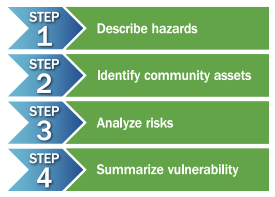 STEP
1
Describe hazards
STEP
2
Identify community assets
STEP
3
Analyze risks
STEP
4
Summarize vulnerability